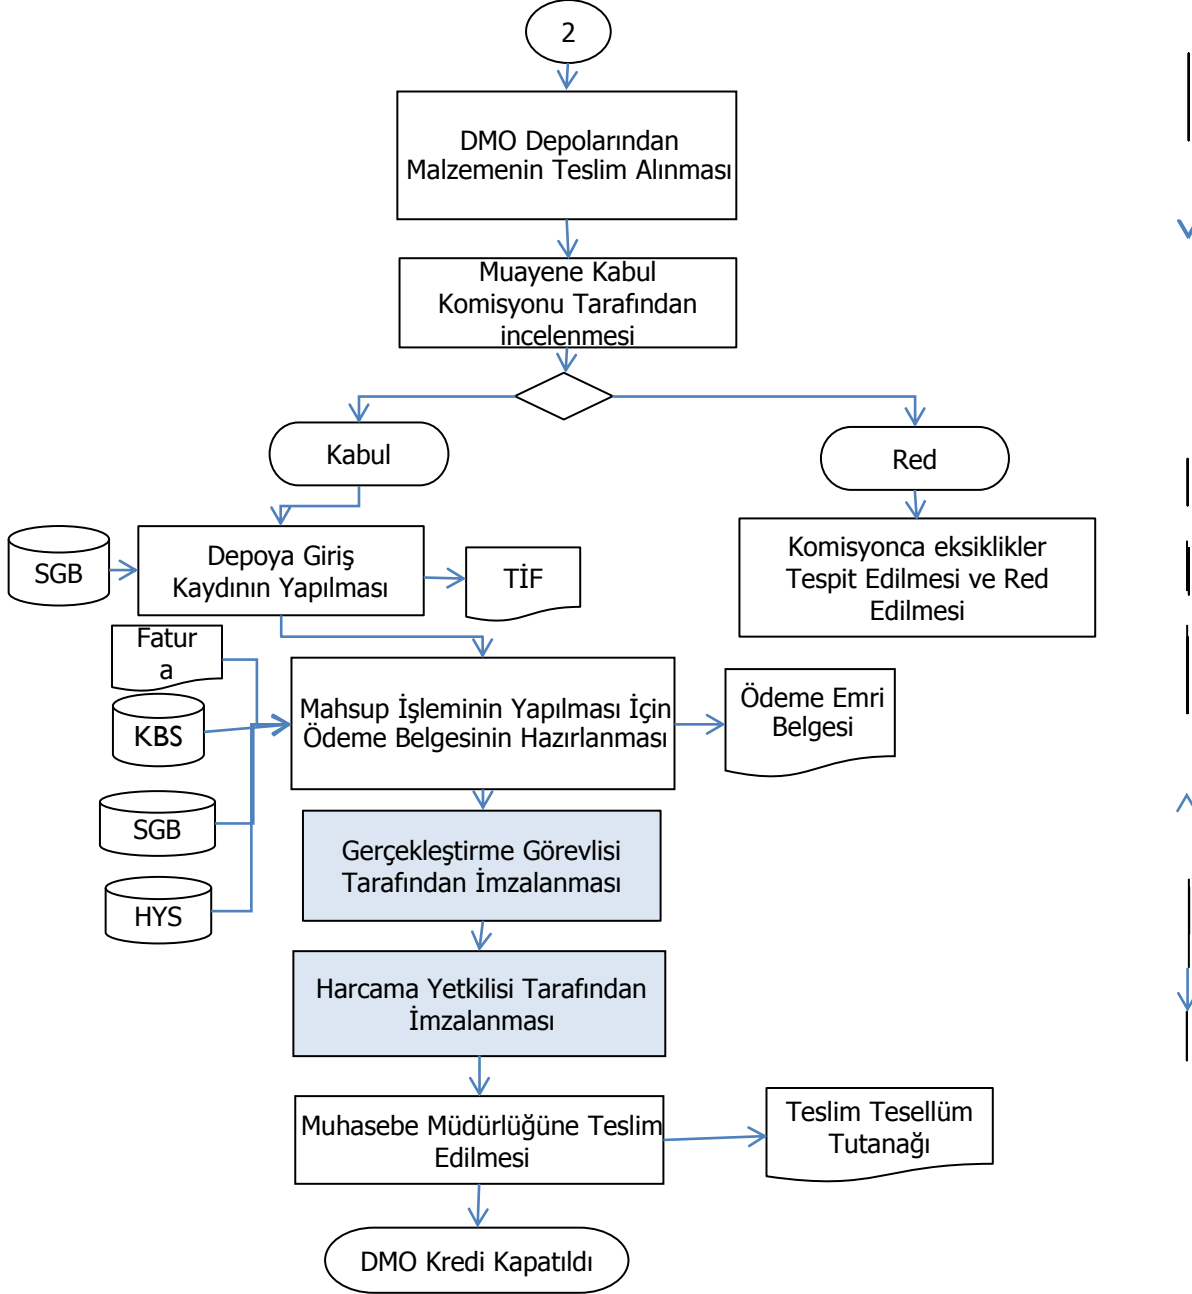 2
DMO Depolarından
Malzemenin Teslim Alınması
Muayene Kabul
Komisyonu Tarafından
incelenmesi
Kabul
Red
SGB
Depoya Giriş
Kaydının Yapılması
TİF
Komisyonca eksiklikler
Tespit Edilmesi ve Red
Edilmesi
Fatur
a
KBS
SGB
HYS
Mahsup İşleminin Yapılması İçin
Ödeme Belgesinin Hazırlanması
Ödeme Emri
Belgesi
Gerçekleştirme Görevlisi
Tarafından İmzalanması
Harcama Yetkilisi Tarafından
İmzalanması
Muhasebe Müdürlüğüne Teslim
Edilmesi
Teslim Tesellüm
Tutanağı
DMO Kredi Kapatıldı